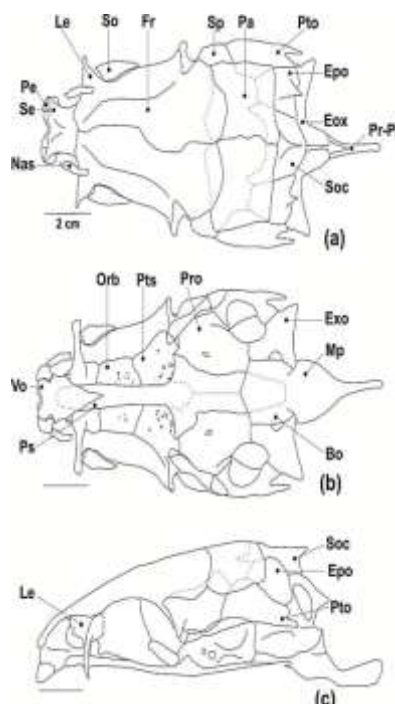 Le So Fr Sp Pa Pto
Epo
Pe
Se
Eox
Pr-P
Nas
Soc
2 cm
(a)
Orb Pts Pro Exo
Mp
Vo
Ps
Bo
(b)
Soc
Epo
Le
Pto
(c)